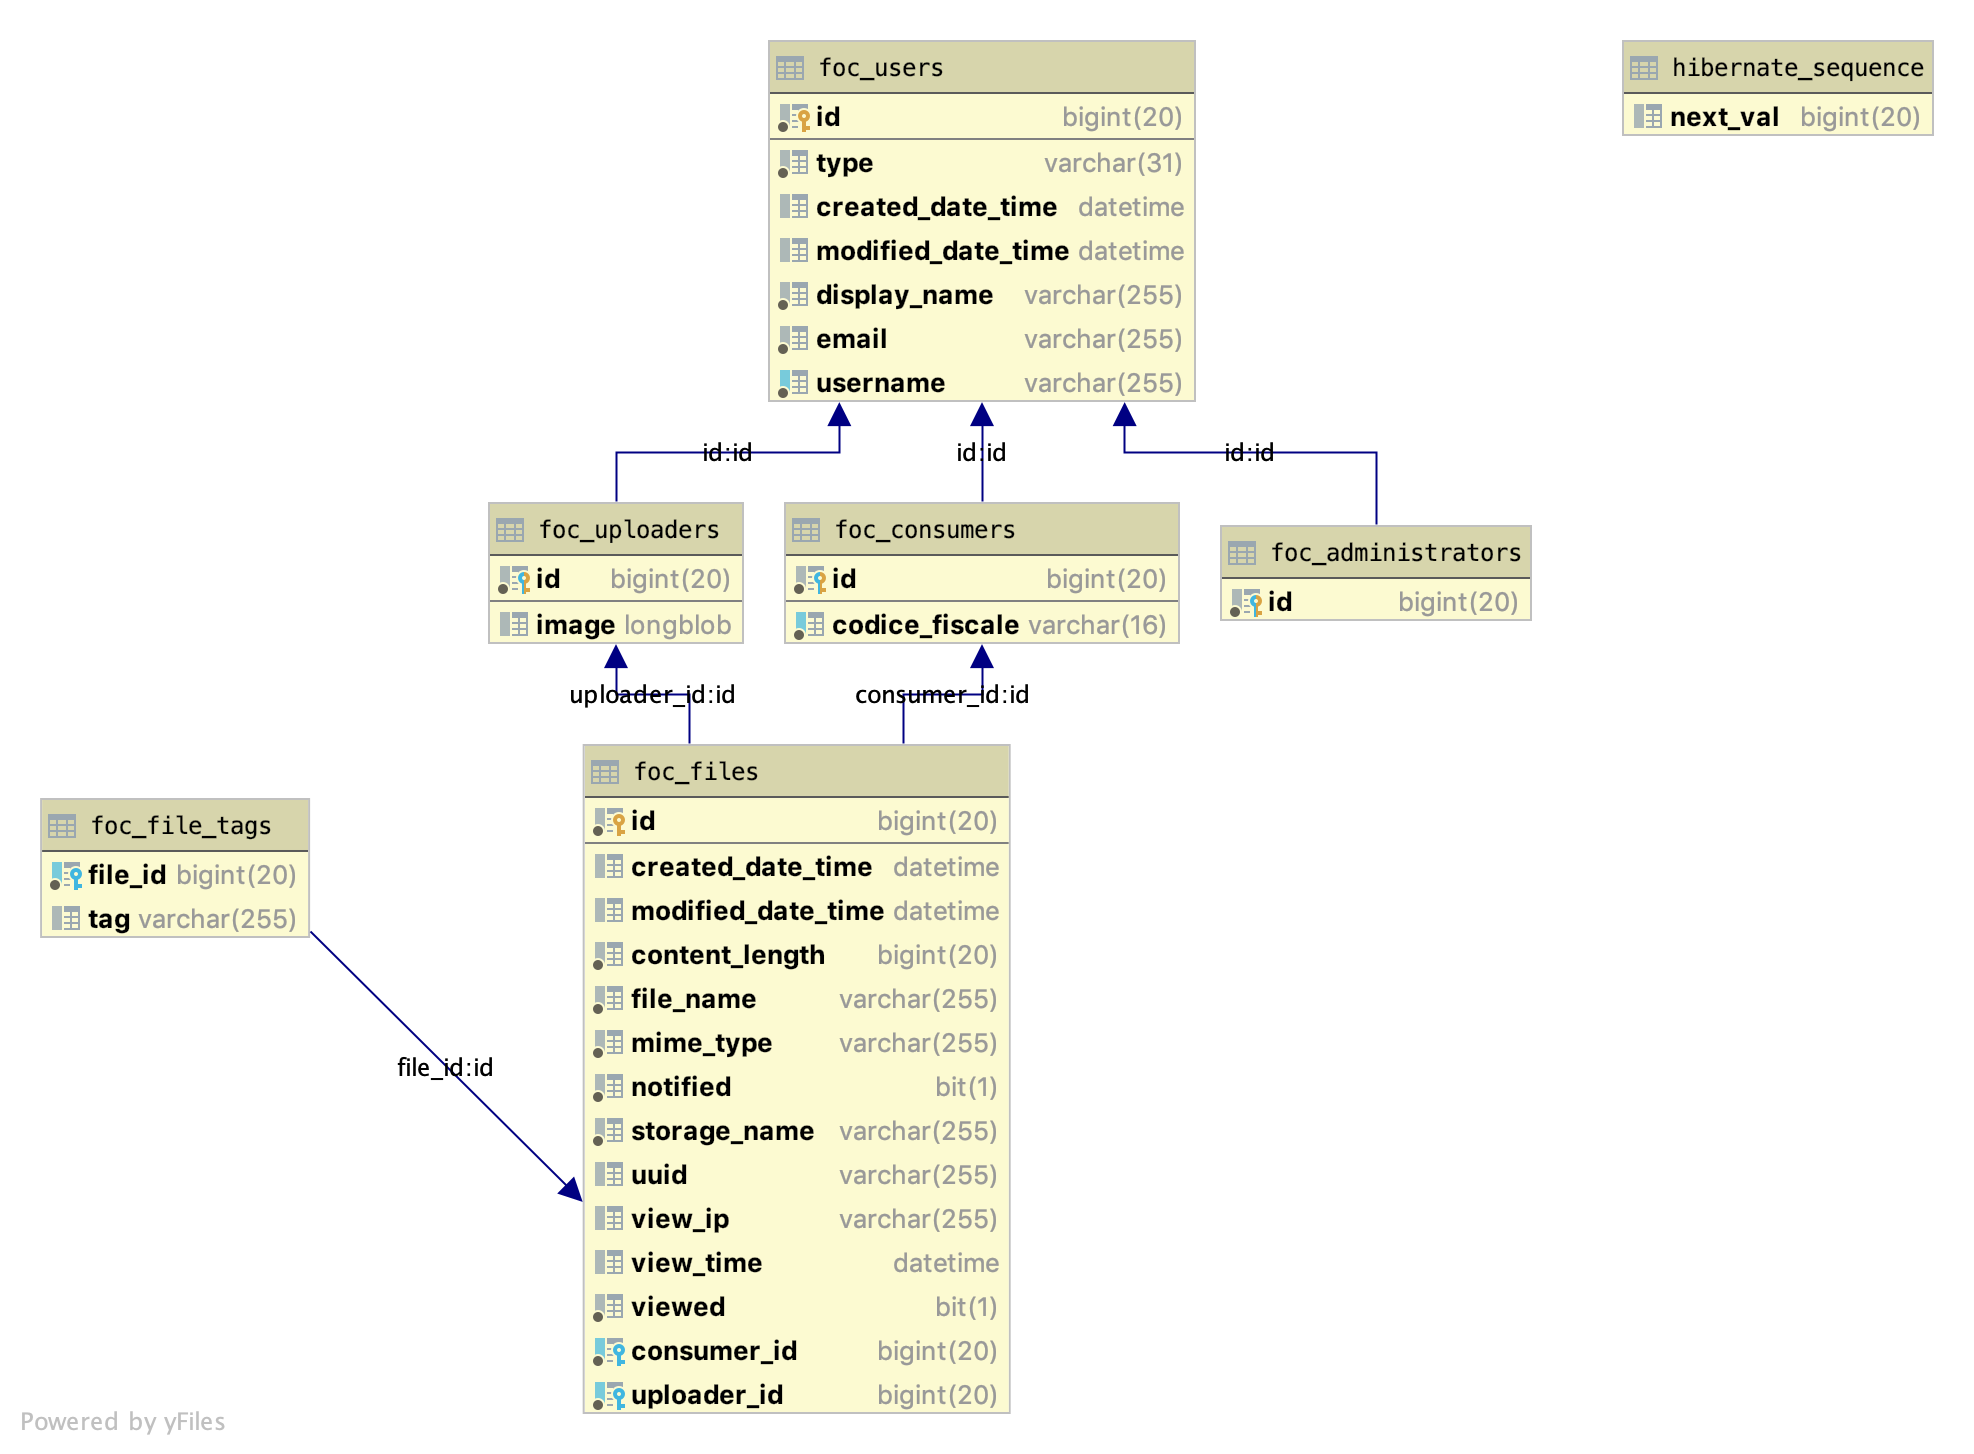 foc_users
id bigint(20)
type varchar(31)
created_date_time datetime
modified_date_time datetime
display_name varchar(255)
email varchar(255)
username varchar(255)
hibernate_sequence
next_val bigint(20)
id:id
id:id
id:id
foc_uploaders
id bigint(20)
image longblob
foc_consumers
id bigint(20)
codice_fiscale varchar(16)
foc_administrators
id bigint(20)
uploader_id:id
consumer_id:id
foc_file_tags
file_id bigint(20)
tag varchar(255)
file_id:id
foc_files
id bigint(20)
created_date_time datetime
modified_date_time datetime
content_length bigint(20)
file_name varchar(255)
mime_type varchar(255)
notified bit(1)
storage_name varchar(255)
uuid varchar(255)
view_ip varchar(255)
view_time datetime
viewed bit(1)
consumer_id bigint(20)
uploader_id bigint(20)
Powered by yFiles